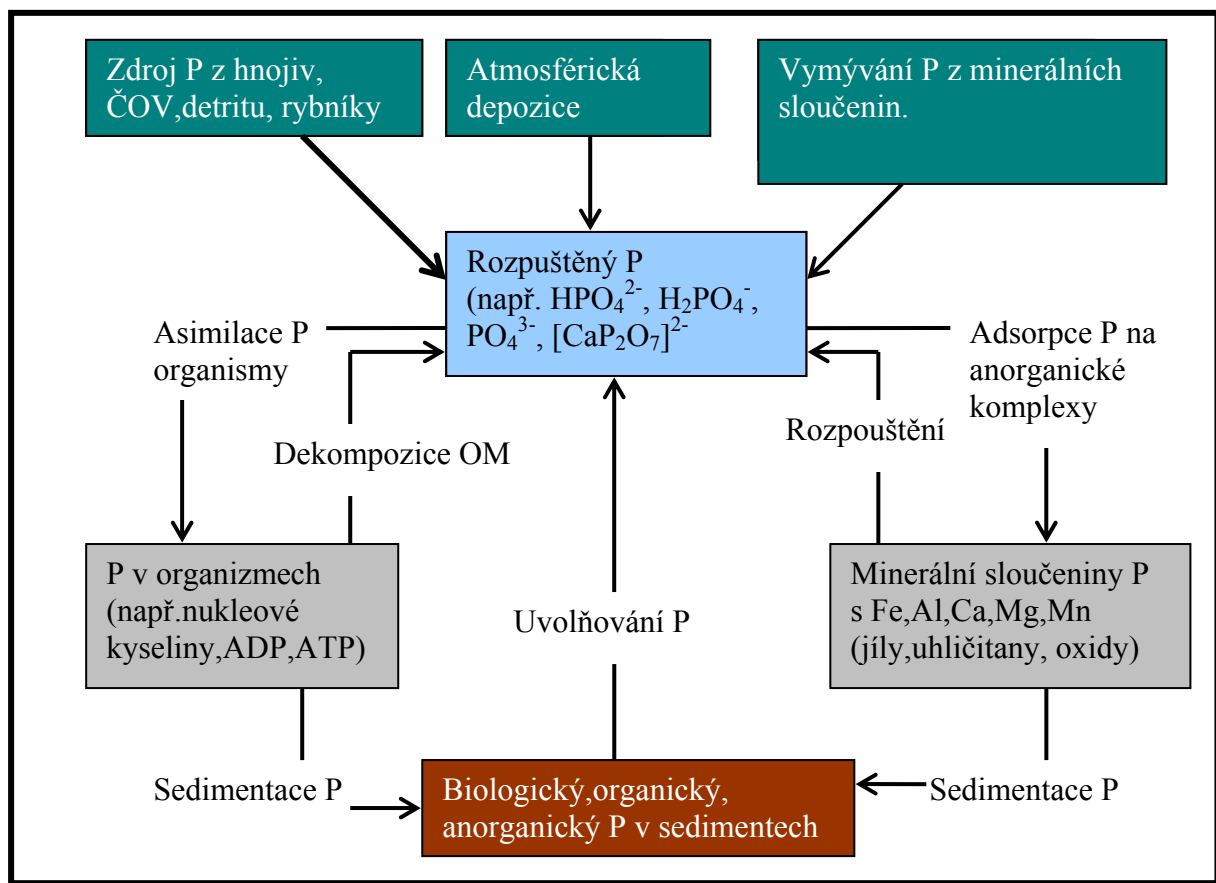 Zdroj P z hnojiv,
ČOV,detritu, rybníky
Atmosférická
depozice
Vymývání P z minerálních
sloučenin.
Rozpuštěný P
(např. HPO₄²⁻, H₂PO₄⁻,
PO₄³⁻, [CaP₂O₇]²⁻
Asimilace P
organismy
Adsorpce P na
anorganické
komplexy
Dekompozice OM
Rozpouštění
P v organizmech
(např.nukleové
kyseliny,ADP,ATP)
Uvolňování P
Minerální sloučeniny P
s Fe,Al,Ca,Mg,Mn
(jíly,uhličitany, oxidy)
Sedimentace P
Biologický,organický,
anorganický P v sedimentech
Sedimentace P